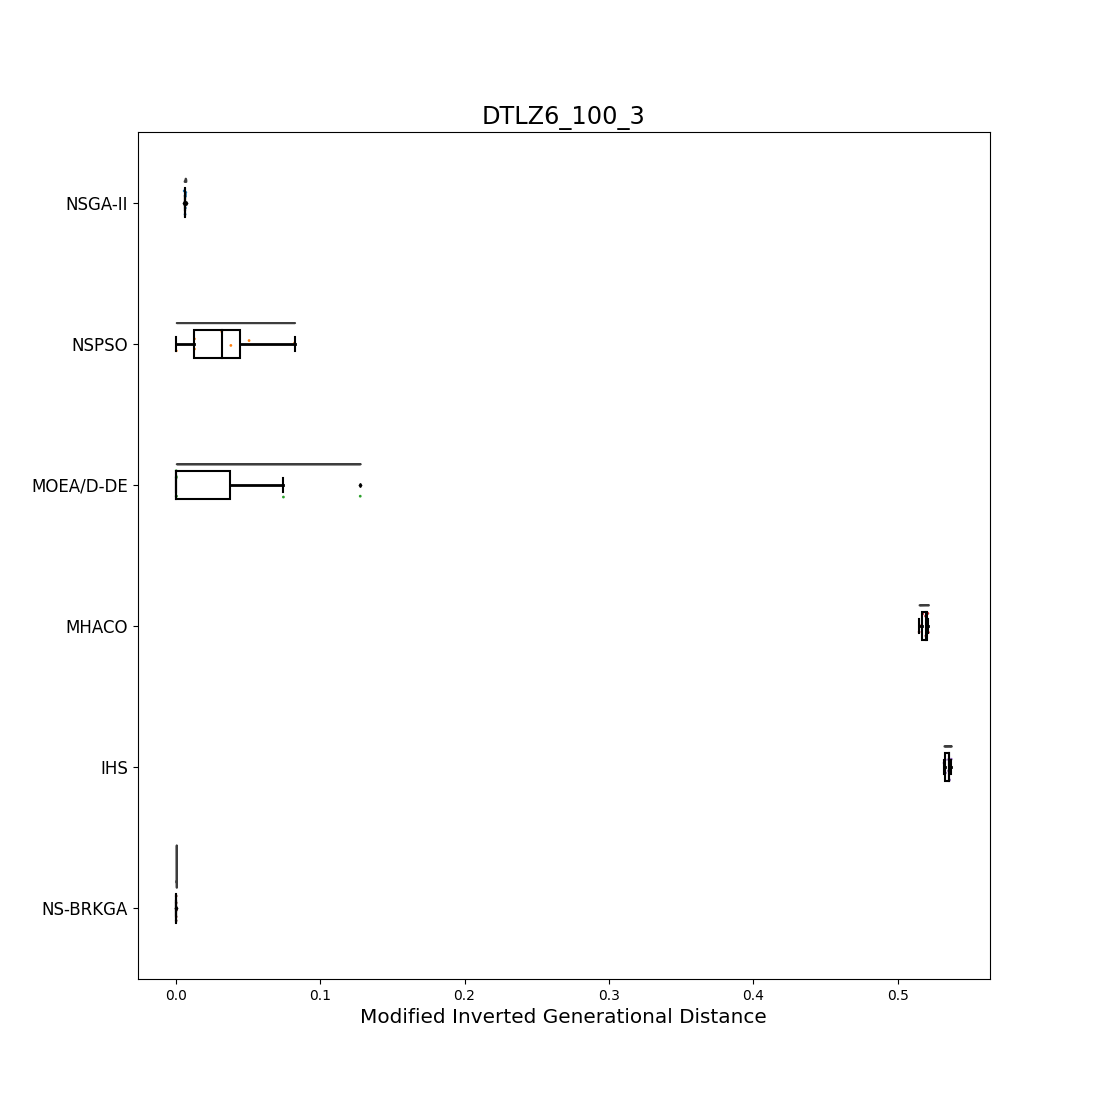 DTLZ6_100_3
NSGA-II
NSPSO
MOEA/D-DE
MHACO
IHS
NS-BRKGA
0.0 0.1 0.2 0.3 0.4 0.5
Modified Inverted Generational Distance